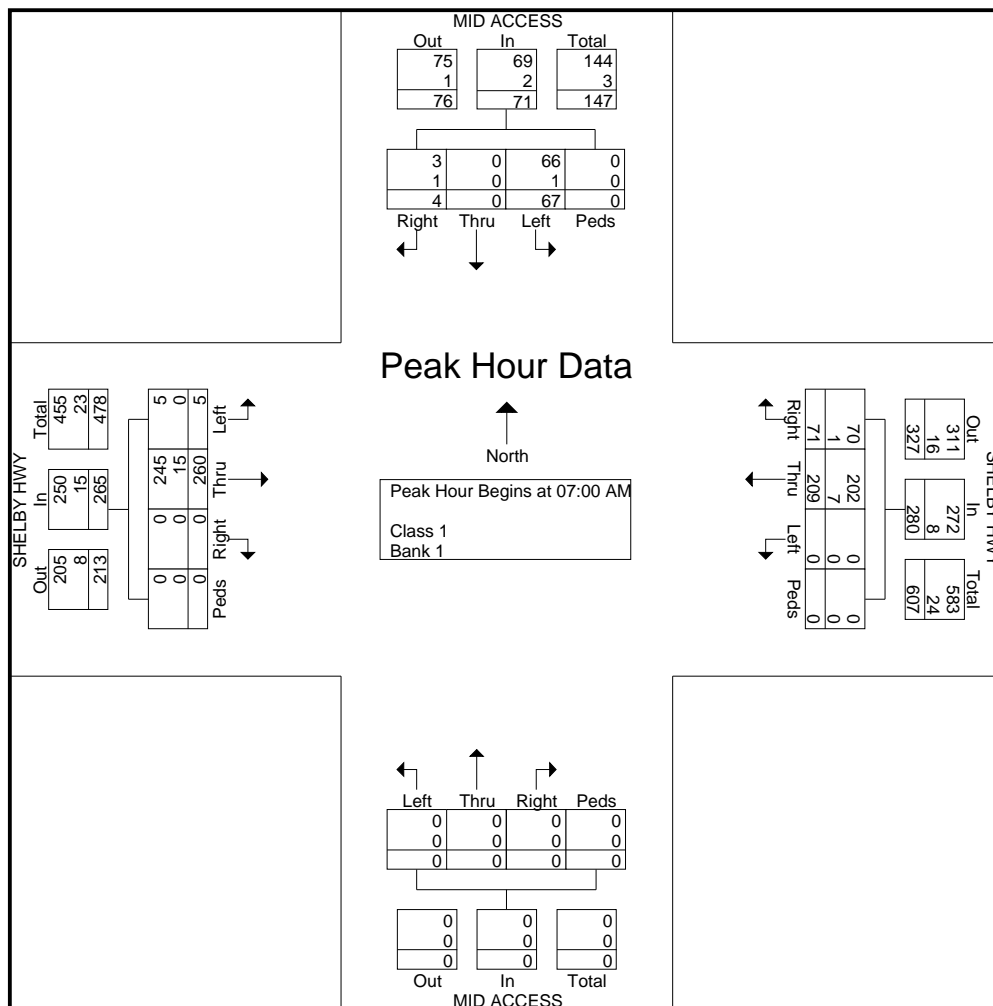 MID ACCESS
Out In Total
75 69 144
1 2 3
76 71 147
3 0 66 0
1 0 1 0
4 0 67 0
Right Thru Left Peds
Peak Hour Data
North
Peak Hour Begins at 07:00 AM
Class 1
Bank 1
SHELBY HWY
Out In Total
205 250 455
8 15 23
213 265 478
Peds Right Thru Left
0 0 245 5
0 0 15 0
0 0 260 5
SHELBY HWY
Out In Total
311 272 583
16 8 24
327 280 607
70 202 0 0
1 7 0 0
71 209 0 0
Right Thru Left Peds
Left Thru Right Peds
0 0 0 0
0 0 0 0
0 0 0 0
0 0 0
0 0 0
0 0 0
Out In Total
MID ACCESS